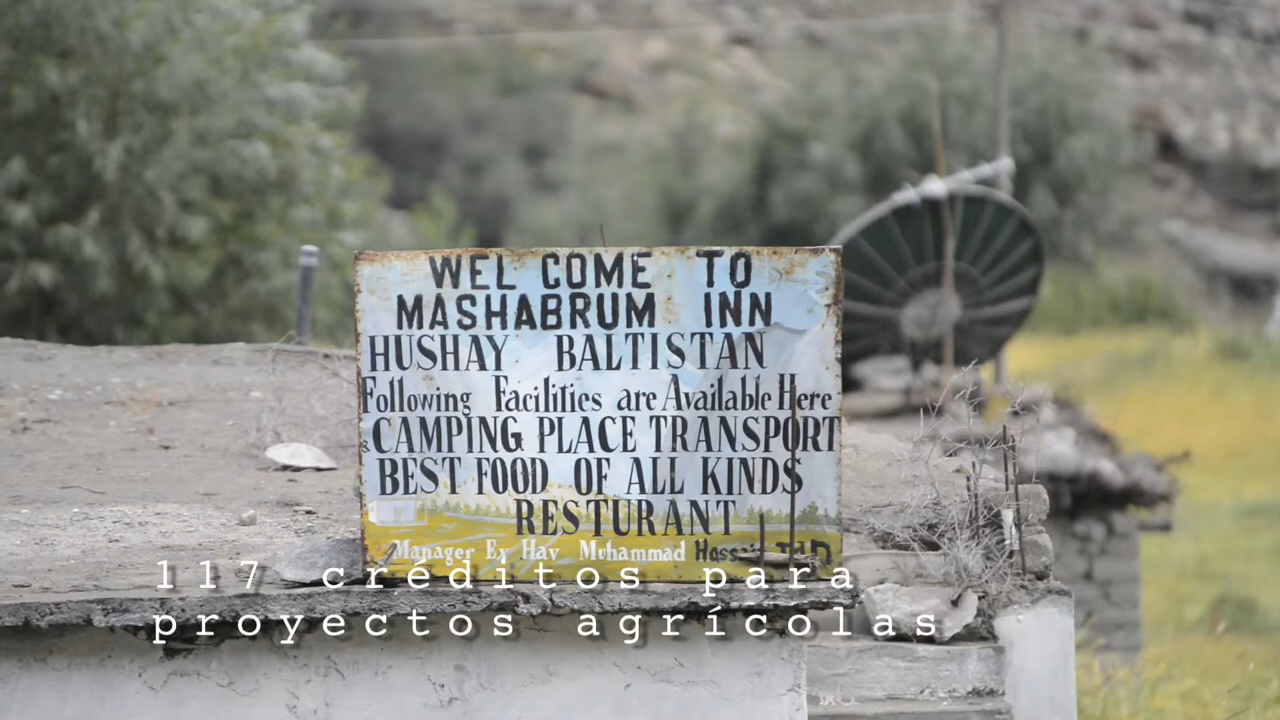 WEL COME TO
MASHABRUM INN
HUSHAY BALTISTAN
Following Facilities are Available Here
& CAMPING PLACE TRANSPORT
BEST FOOD OF ALL KINDS
RESTURANT
Manager Ex Hav Muhammad
117 créditos para
proyectos agrícolas